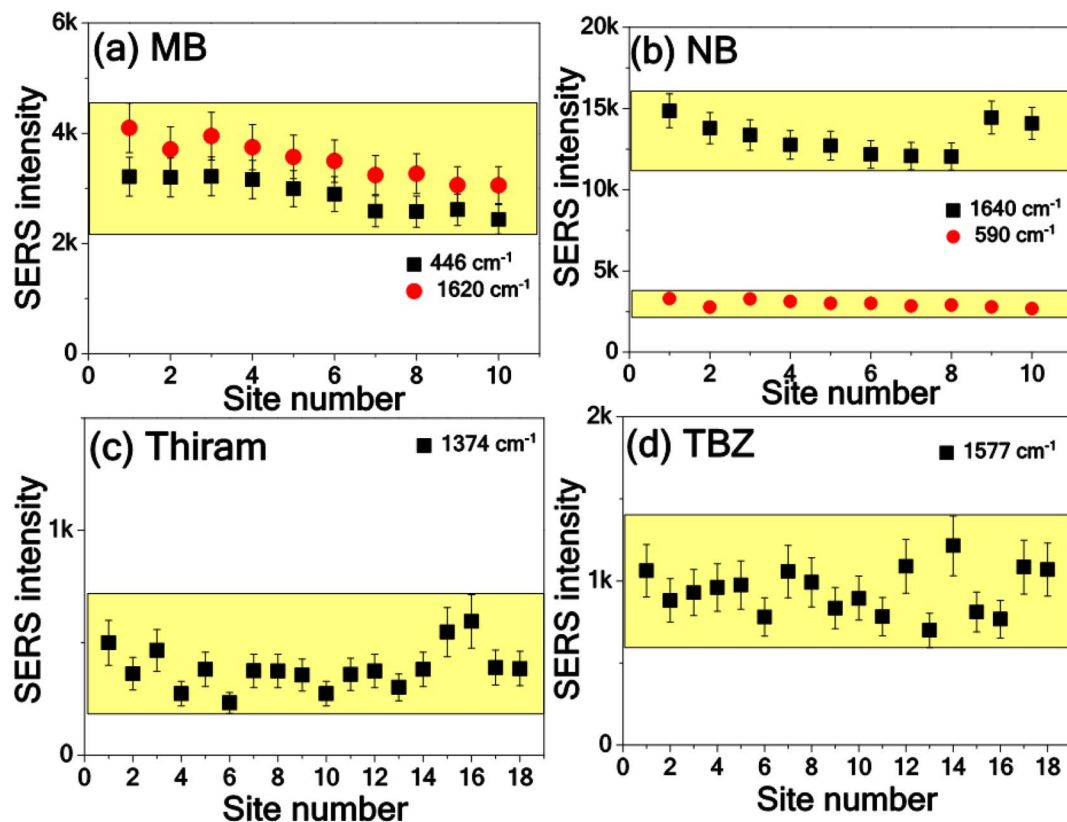 (a) MB
6k
4k
2k
0
SERS intensity
446 cm-1
1620 cm-1
0 2 4 6 8 10
Site number
(b) NB
20k
15k
10k
5k
0
SERS intensity
1640 cm-1
590 cm-1
0 2 4 6 8 10
Site number
(c) Thiram
1374 cm-1
1k
0
SERS intensity
0 2 4 6 8 10 12 14 16 18
Site number
(d) TBZ
1577 cm-1
2k
1k
0
SERS intensity
0 2 4 6 8 10 12 14 16 18
Site number